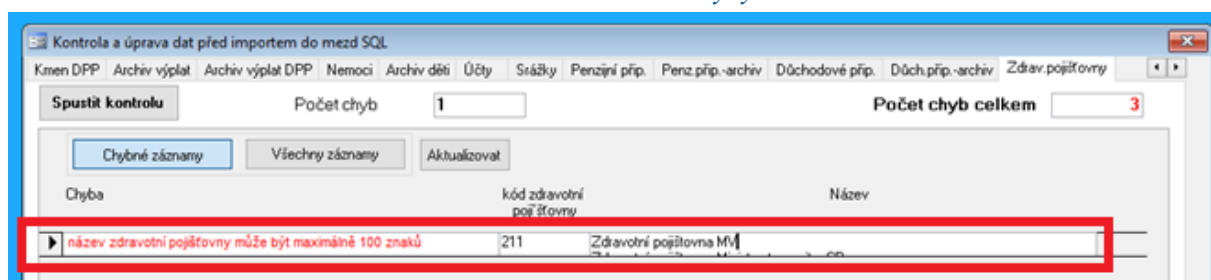 Kontrola a úprava dat před importem do mezd SQL
Kmen DPP Archiv výplat Archiv výplat DPP Nemoci Archiv dětí Účty Srážky Penzijní přip. Penz.přip.-archiv Důchodové přip. Důch.přip.-archiv Zdrav.pojišťovny
Spustit kontrolu Počet chyb 1 Počet chyb celkem 3
Chybné záznamy Všechny záznamy Aktualizovat
Chyba kód zdravotní Název
pojišťovny
název zdravotní pojišťovny může být maximálně 100 znaků 211 Zdravotní pojišťovna MV